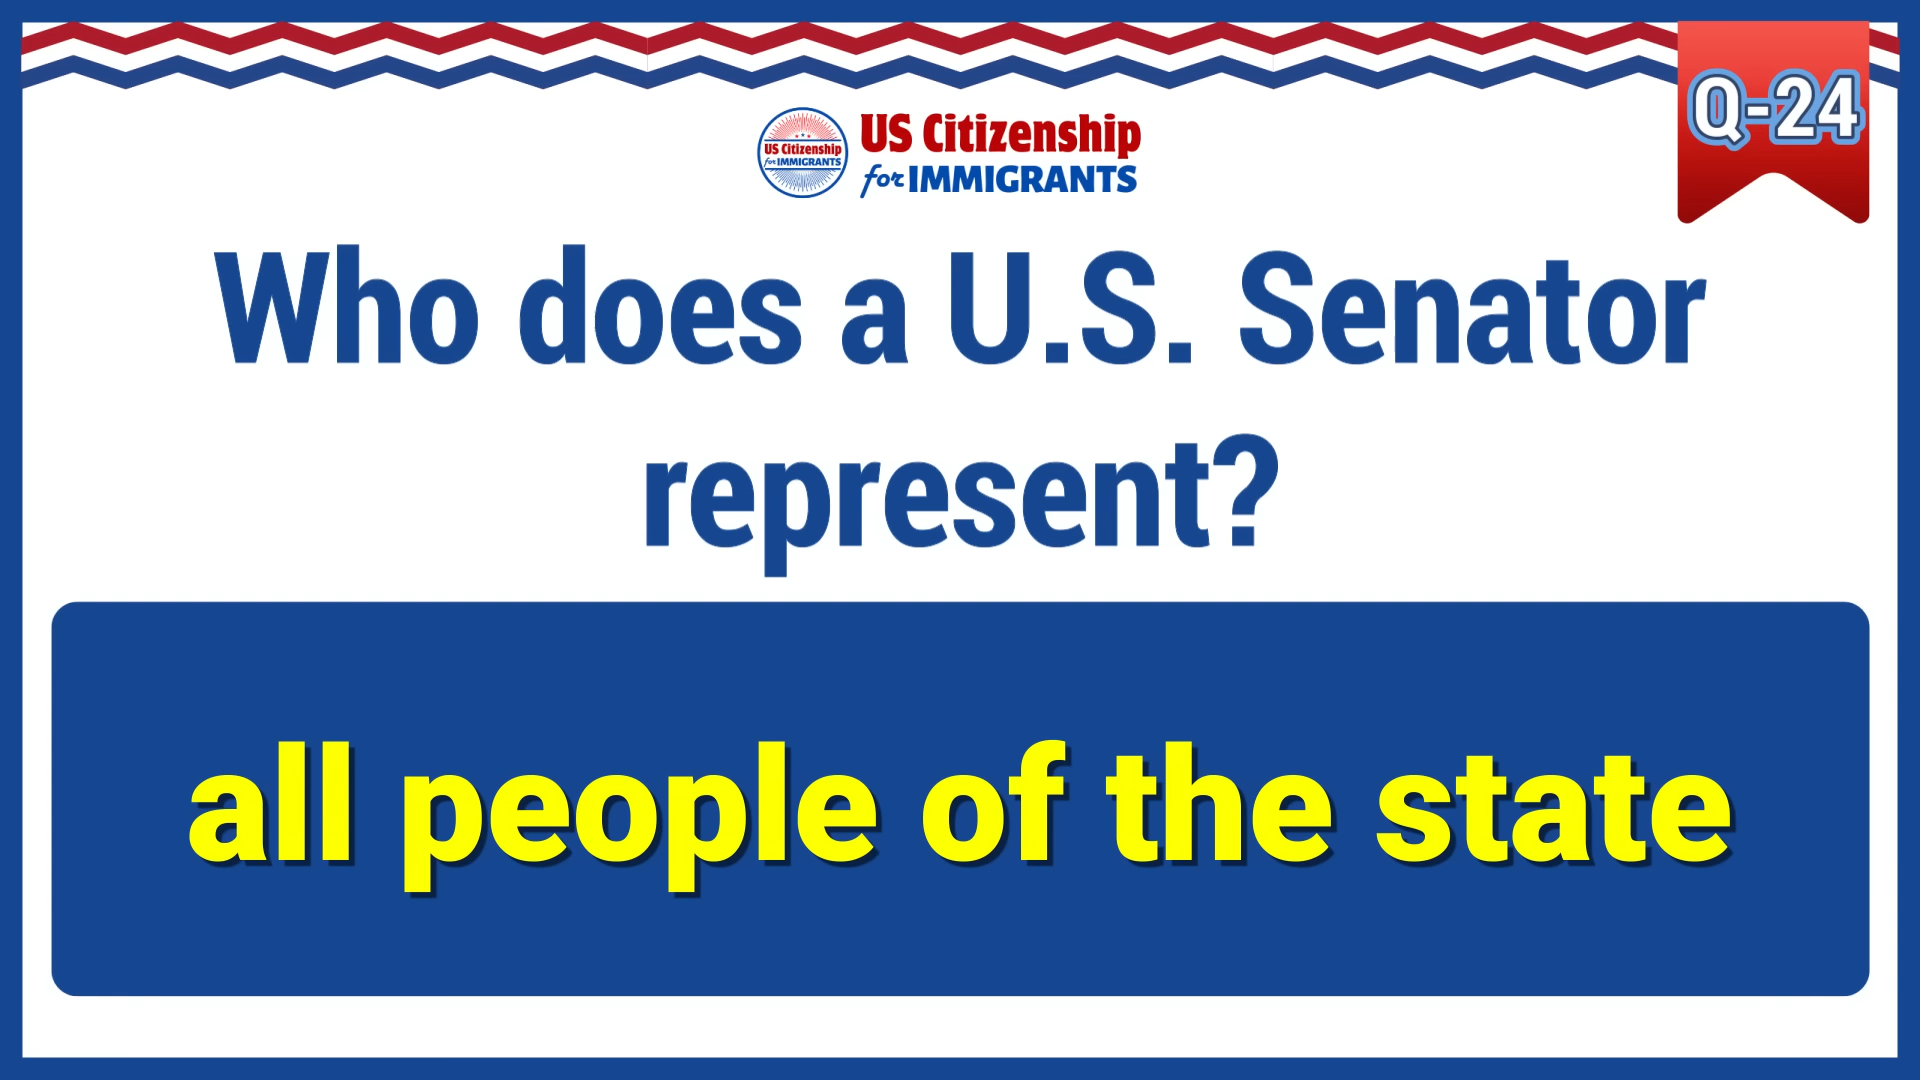 Q-24
US Citizenship
for IMMIGRANTS
US Citizenship
for IMMIGRANTS
Who does a U.S. Senator
represent?
all people of the state